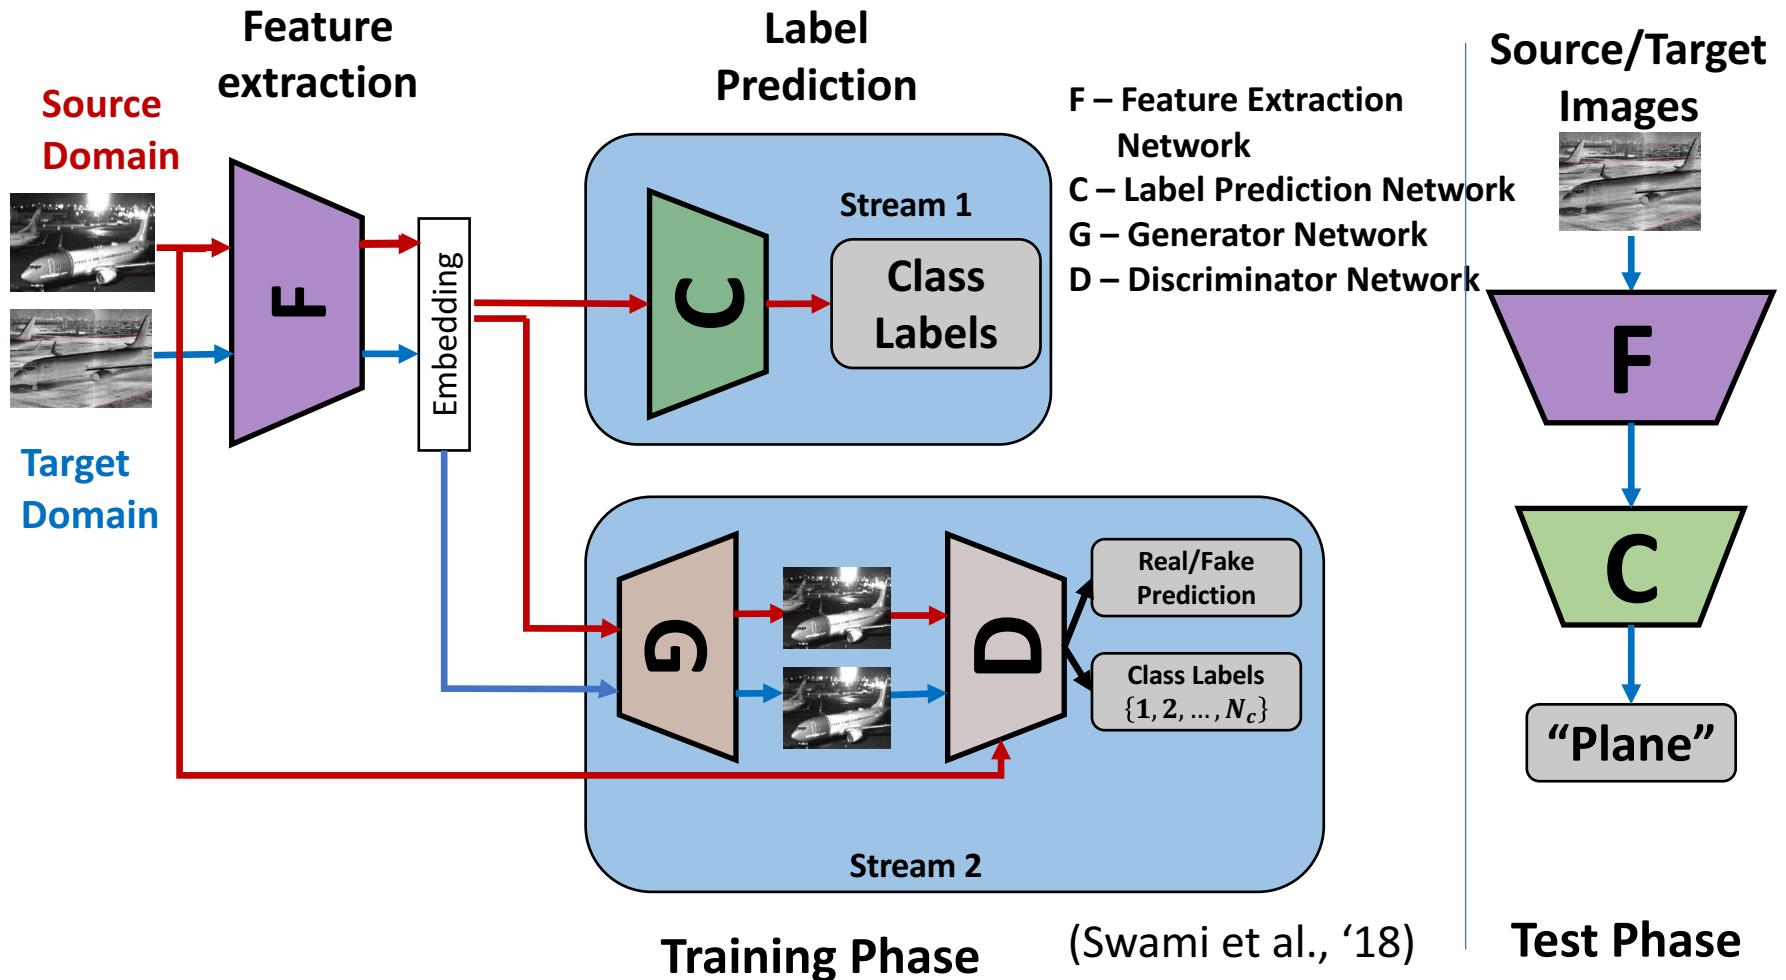 Feature
extraction
Label
Prediction
Source
Domain
Target
Domain
F
Embedding
C
Stream 1
Class
Labels
F – Feature Extraction
Network
C – Label Prediction Network
G – Generator Network
D – Discriminator Network
G
D
Real/Fake
Prediction
Class Labels
{1, 2, … , N_c}
Stream 2
Training Phase
(Swami et al., ‘18)
Source/Target
Images
F
C
“Plane”
Test Phase